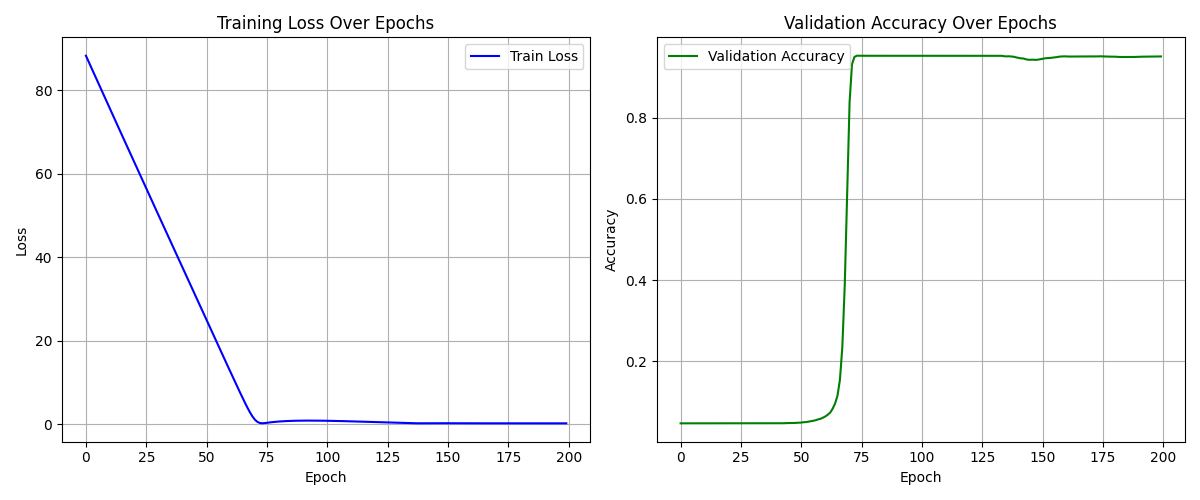 Training Loss Over Epochs
Train Loss
80
60
40
20
0
Loss
0 25 50 75 100 125 150 175 200
Epoch
Validation Accuracy Over Epochs
Validation Accuracy
0.8
0.6
0.4
0.2
Accuracy
0 25 50 75 100 125 150 175 200
Epoch